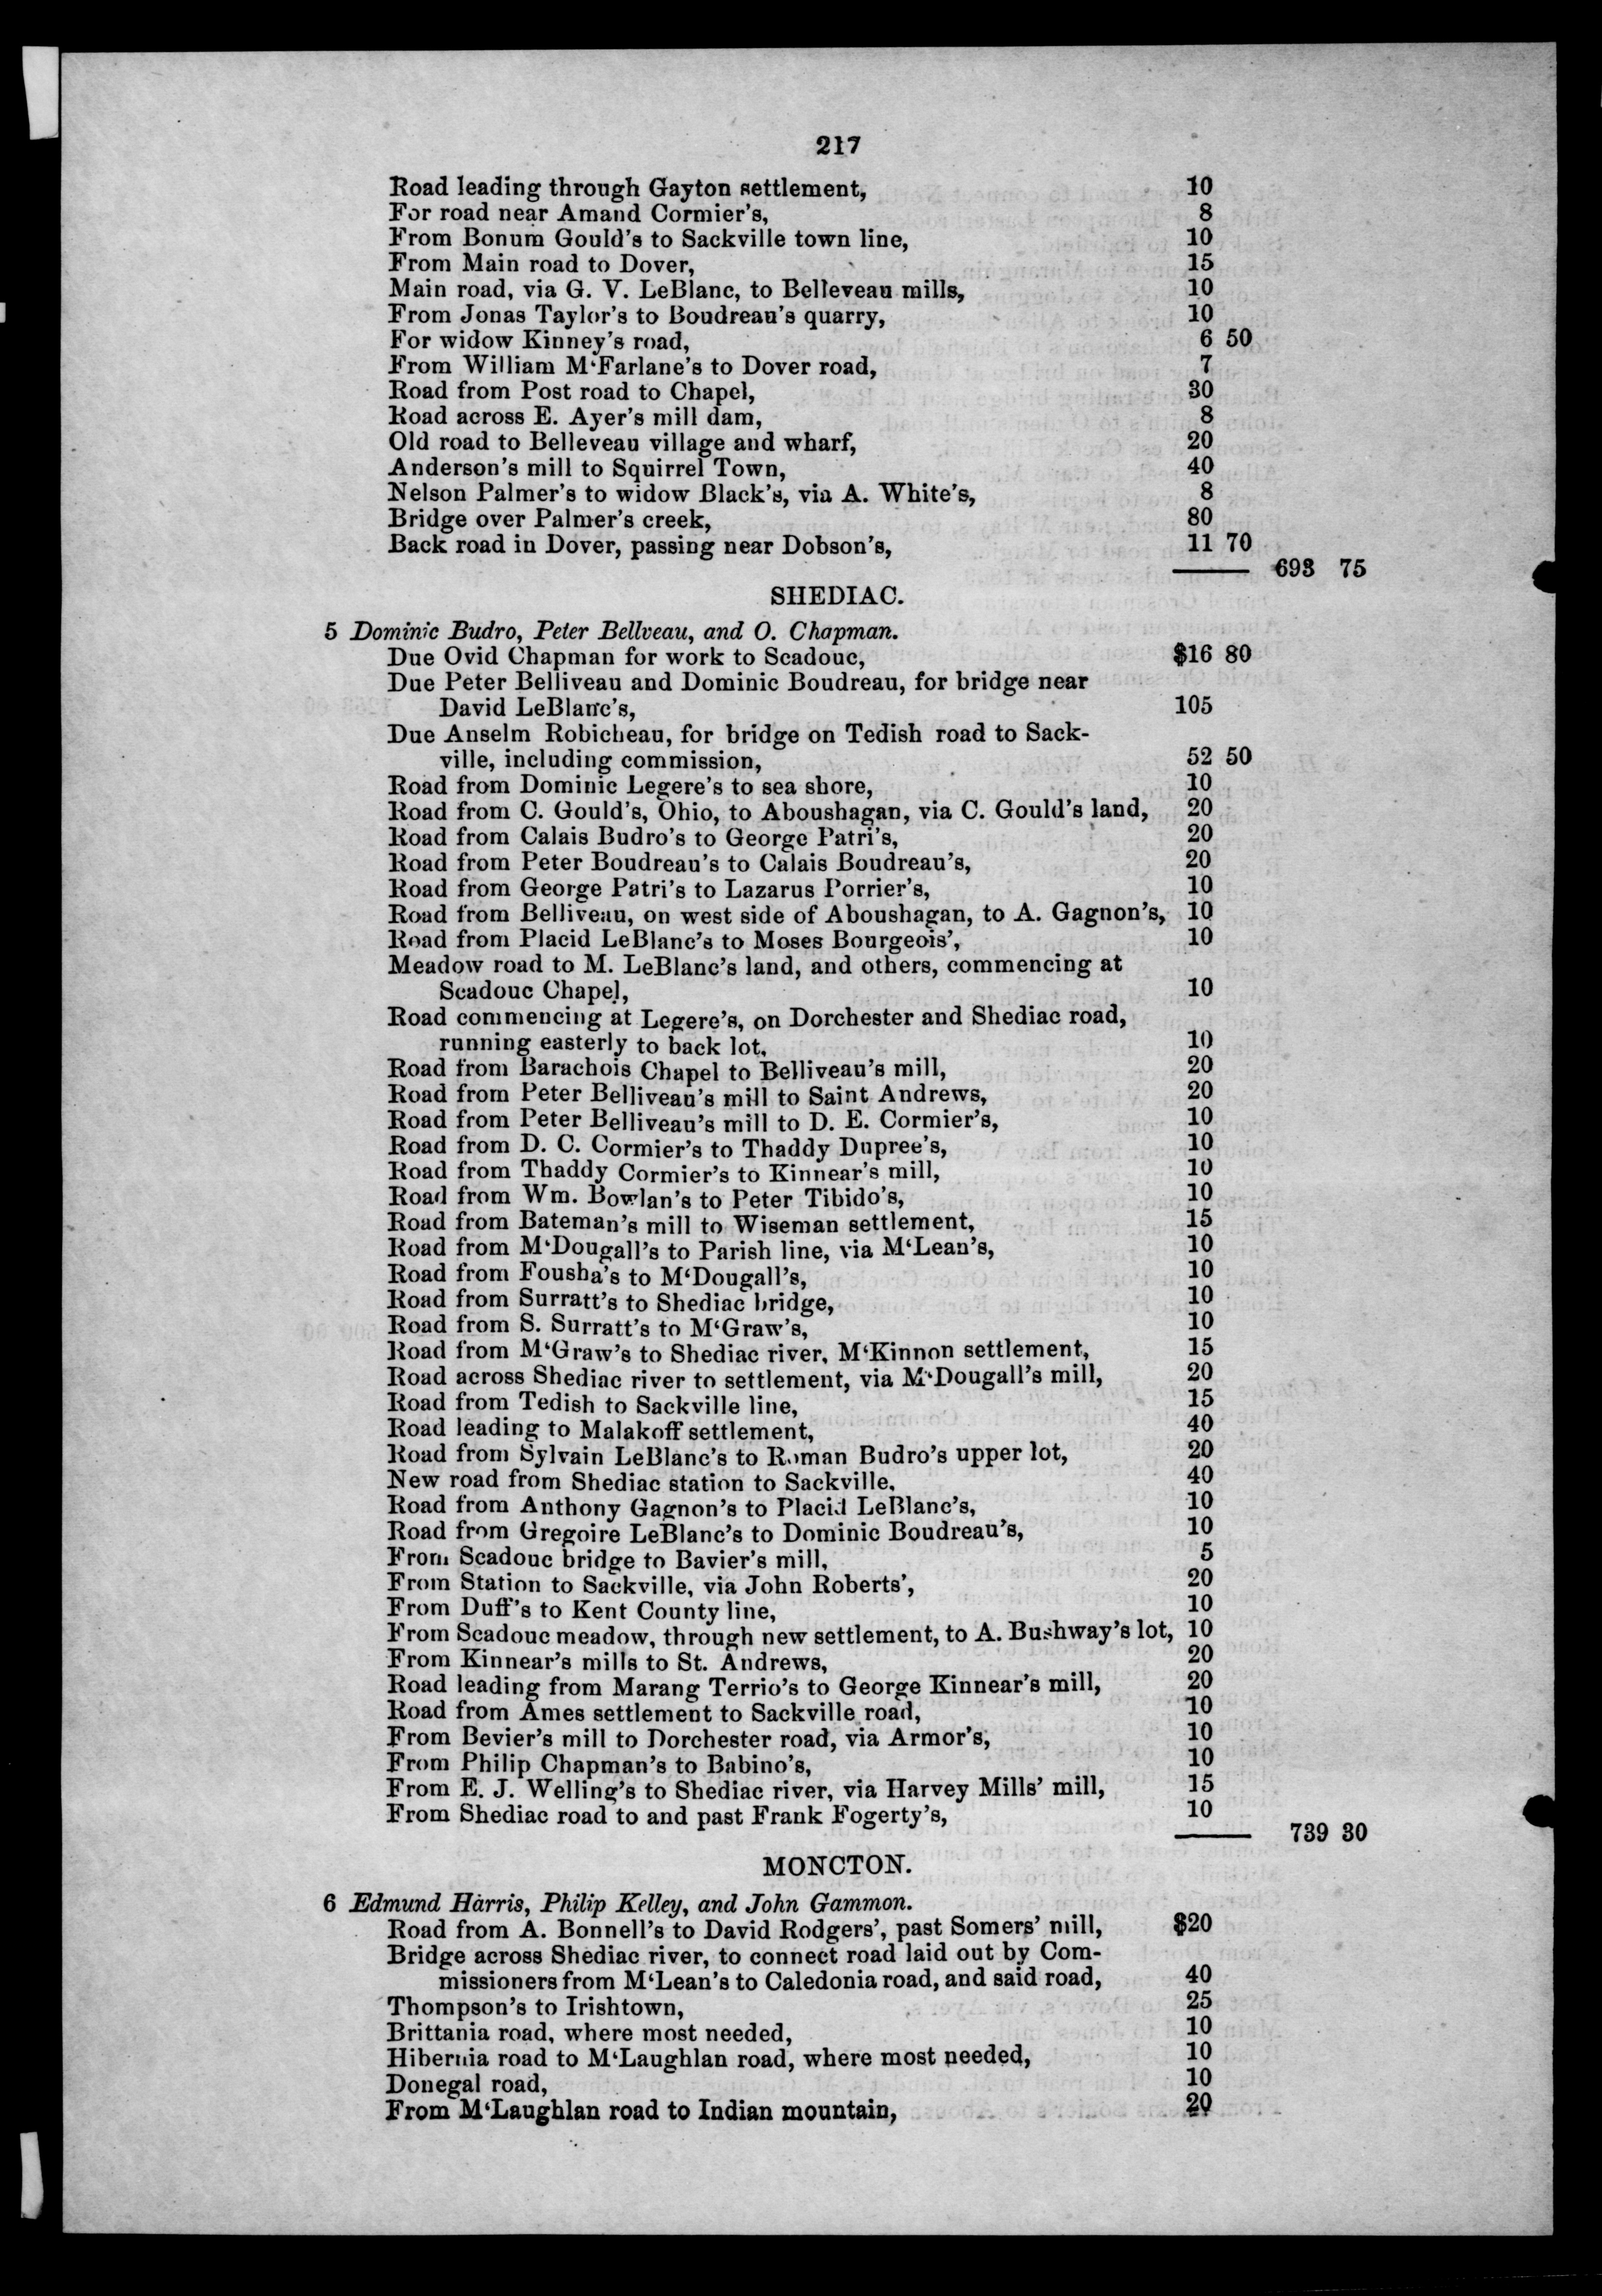 217
Road leading through Gayton settlement, 10
For road near Amand Cormier's, 8
From Bonum Gould's to Sackville town line, 10
From Main road to Dover, 15
Main road, via G. V. LeBlanc, to Belleveau mills, 10
From Jonas Taylor's to Boudreau's quarry, 10
For widow Kinney's road, 6 50
From William M'Farlane's to Dover road, 7
Road from Post road to Chapel, 30
Road across E. Ayer's mill dam, 8
Old road to Belleveau village and wharf, 20
Anderson's mill to Squirrel Town, 40
Nelson Palmer's to widow Black's, via A. White's, 8
Bridge over Palmer's creek, 80
Back road in Dover, passing near Dobson's, 11 70
693 75
SHEDIAC.
5 Dominic Budro, Peter Bellveau, and O. Chapman.
Due Ovid Chapman for work to Scadouc, $16 80
Due Peter Belliveau and Dominic Boudreau, for bridge near
David LeBlanc's, 105
Due Anselm Robicheau, for bridge on Tedish road to Sack-
ville, including commission, 52 50
Road from Dominic Legere's to sea shore, 10
Road from C. Gould's, Ohio, to Aboushagan, via C. Gould's land, 20
Road from Calais Budro's to George Patri's, 20
Road from Peter Boudreau's to Calais Boudreau's, 20
Road from George Patri's to Lazarus Porrier's, 10
Road from Belliveau, on west side of Aboushagan, to A. Gagnon's, 10
Road from Placid LeBlanc's to Moses Bourgeois', 10
Meadow road to M. LeBlanc's land, and others, commencing at
Scadouc Chapel, 10
Road commencing at Legere's, on Dorchester and Shediac road,
running easterly to back lot, 10
Road from Barachois Chapel to Belliveau's mill, 20
Road from Peter Belliveau's mill to Saint Andrews, 20
Road from Peter Belliveau's mill to D. E. Cormier's, 10
Road from D. C. Cormier's to Thaddy Dupree's, 10
Road from Thaddy Cormier's to Kinnear's mill, 10
Road from Wm. Bowlan's to Peter Tibido's, 10
Road from Bateman's mill to Wiseman settlement, 15
Road from M'Dougall's to Parish line, via M'Lean's, 10
Road from Fousha's to M'Dougall's, 10
Road from Surratt's to Shediac bridge, 10
Road from S. Surratt's to M'Graw's, 10
Road from M'Graw's to Shediac river, M'Kinnon settlement, 15
Road across Shediac river to settlement, via M'Dougall's mill, 20
Road from Tedish to Sackville line, 15
Road leading to Malakoff settlement, 40
Road from Sylvain LeBlanc's to Roman Budro's upper lot, 20
New road from Shediac station to Sackville, 40
Road from Anthony Gagnon's to Placid LeBlanc's, 10
Road from Gregoire LeBlanc's to Dominic Boudreau's, 10
From Scadouc bridge to Bavier's mill, 5
From Station to Sackville, via John Roberts', 20
From Duff's to Kent County line, 10
From Scadouc meadow, through new settlement, to A. Bushway's lot, 10
From Kinnear's mills to St. Andrews, 20
Road leading from Marang Terrio's to George Kinnear's mill, 20
Road from Ames settlement to Sackville road, 10
From Bevier's mill to Dorchester road, via Armor's, 10
From Philip Chapman's to Babino's, 10
From E. J. Welling's to Shediac river, via Harvey Mills' mill, 15
From Shediac road to and past Frank Fogerty's, 10
739 30
MONCTON.
6 Edmund Harris, Philip Kelley, and John Gammon.
Road from A. Bonnell's to David Rodgers', past Somers' mill, $20
Bridge across Shediac river, to connect road laid out by Com-
missioners from M'Lean's to Caledonia road, and said road, 40
Thompson's to Irishtown, 25
Brittania road, where most needed, 10
Hibernia road to M'Laughlan road, where most needed, 10
Donegal road, 10
From M'Laughlan road to Indian mountain, 20